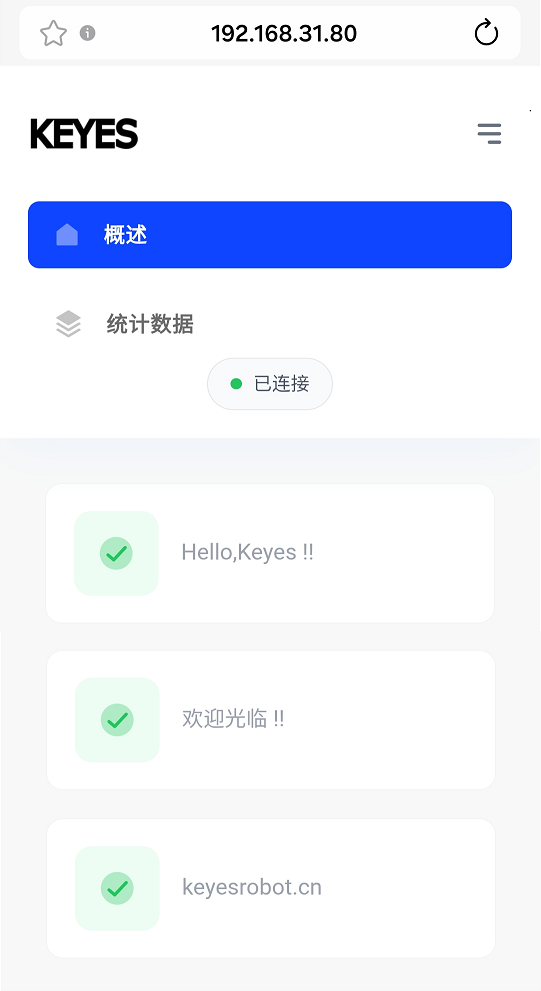 192.168.31.80
KEYES
概述
统计数据
已连接
Hello,Keyes !!
欢迎光临 !!
keyesrobot.cn